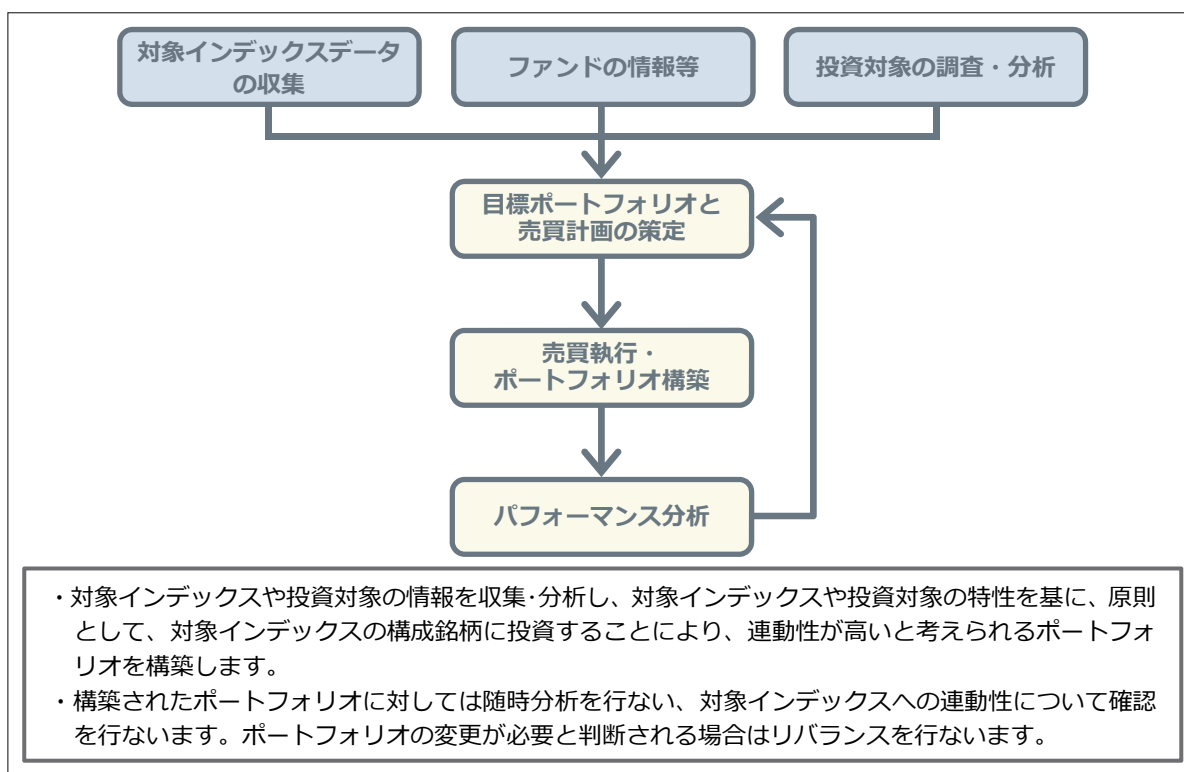 対象インデックスデータ
の収集
ファンドの情報等
投資対象の調査・分析
目標ポートフォリオと
売買計画の策定
売買執行・
ポートフォリオ構築
パフォーマンス分析
・対象インデックスや投資対象の情報を収集･分析し、対象インデックスや投資対象の特性を基に、原則
として、対象インデックスの構成銘柄に投資することにより、連動性が高いと考えられるポートフォ
リオを構築します。
・構築されたポートフォリオに対しては随時分析を行ない、対象インデックスへの連動性について確認
を行ないます。ポートフォリオの変更が必要と判断される場合はリバランスを行ないます。